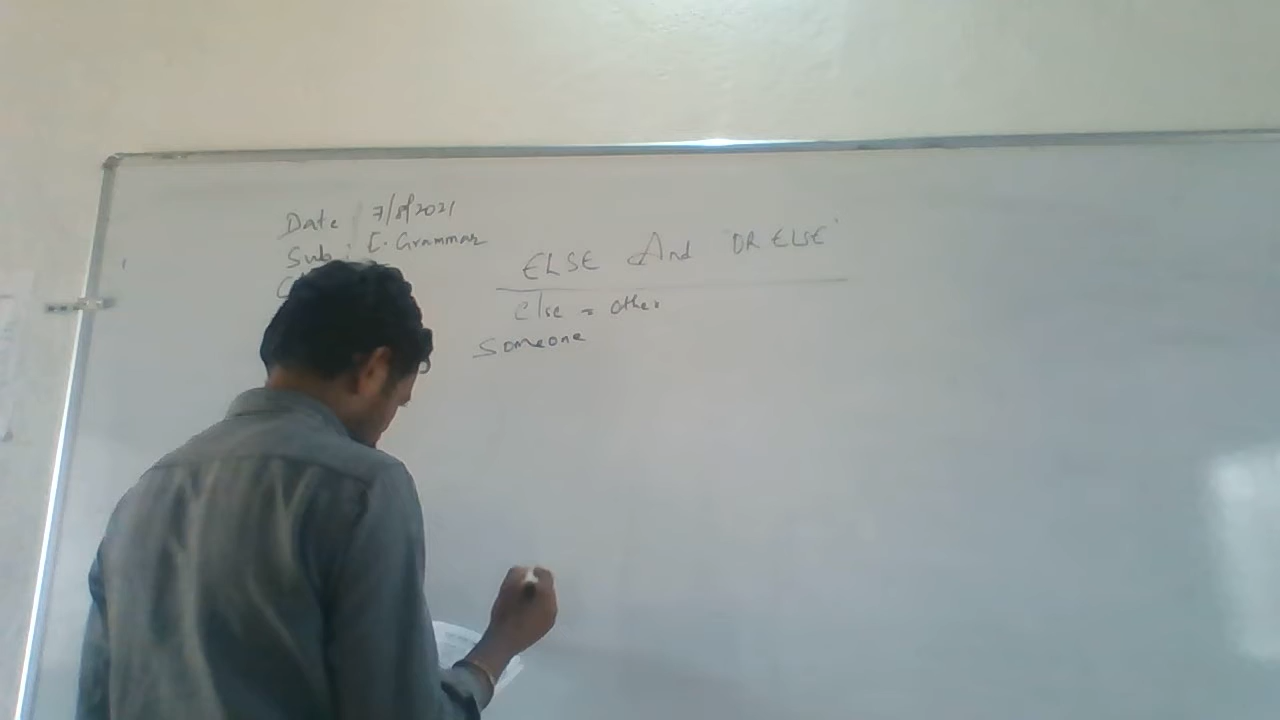 Date : 7/8/2021
Sub : E. Grammar
ELSE And "OR ELSE"
else = other
Someone